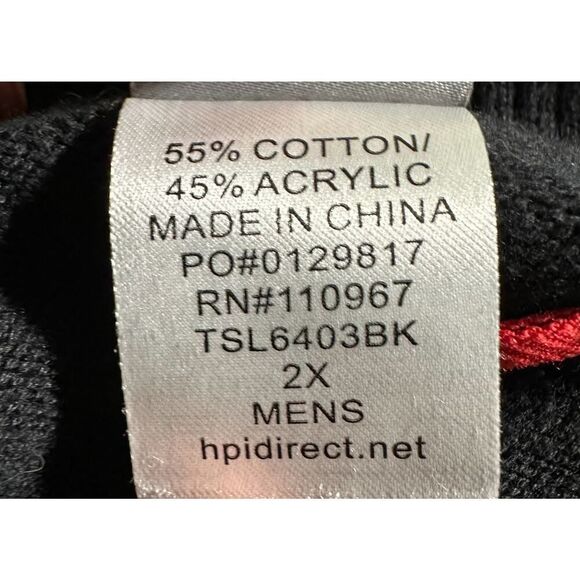 55% COTTON/
45% ACRYLIC
MADE IN CHINA
PO#0129817
RN#110967
TSL6403BK
2X
MENS
hpidirect.net